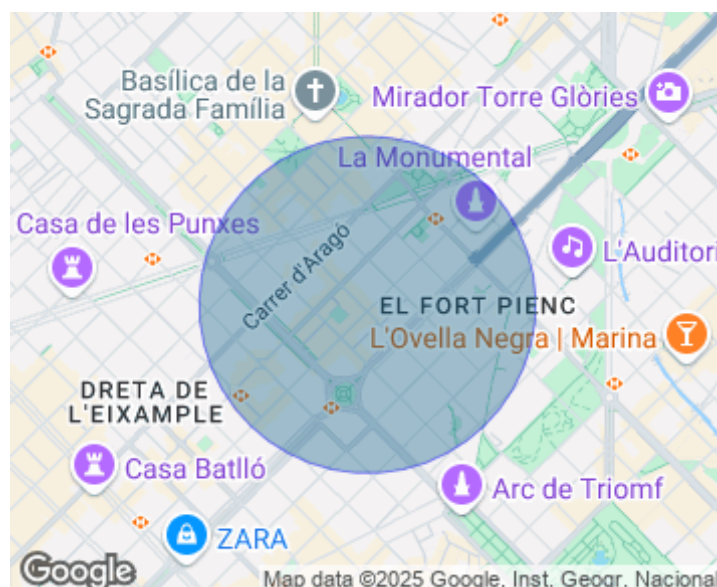 Basílica de la
Sagrada Família
Mirador Torre Glòries
La Monumental
Casa de les Punxes
Carrer d'Aragó
L'Auditori
EL FORT PIENC
L'Ovella Negra | Marina
DRETA DE
L'EIXAMPLE
Casa Batlló
Arc de Triomf
ZARA
Google
Map data ©2025 Google, Inst. Geogr. Nacional